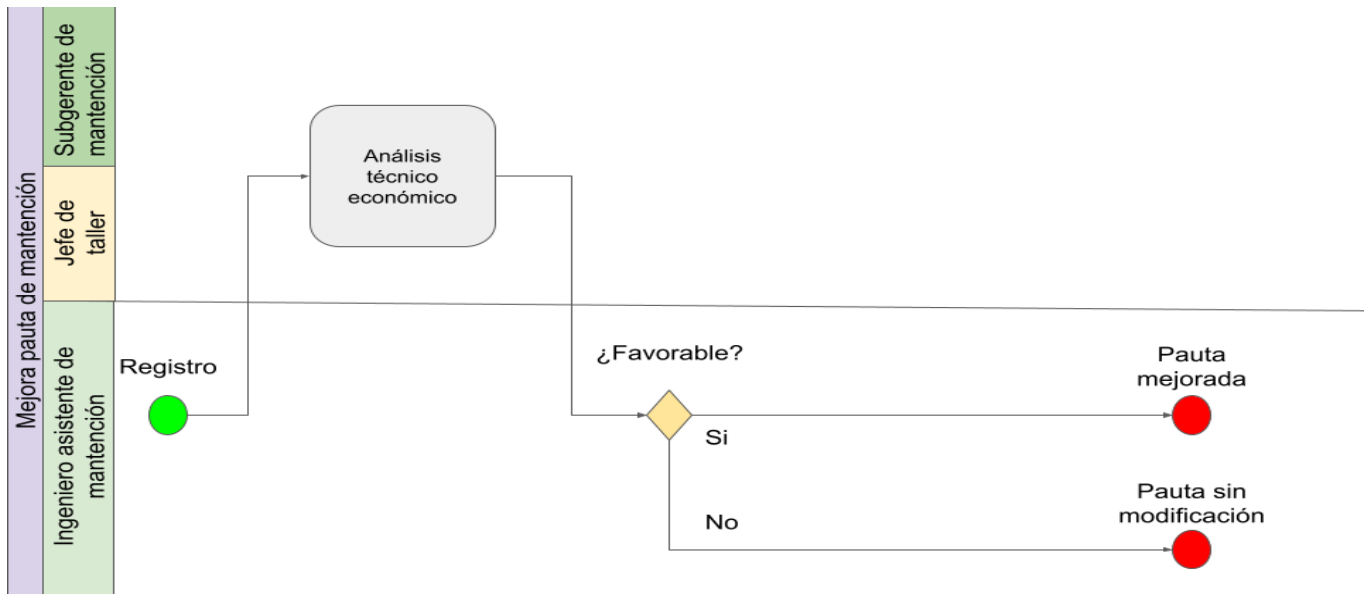 Mejora pauta de mantención
Subgerente de
mantención
Jefe de
taller
Ingeniero asistente de
mantención
Análisis
técnico
económico
Registro
¿Favorable?
Si
No
Pauta
mejorada
Pauta sin
modificación